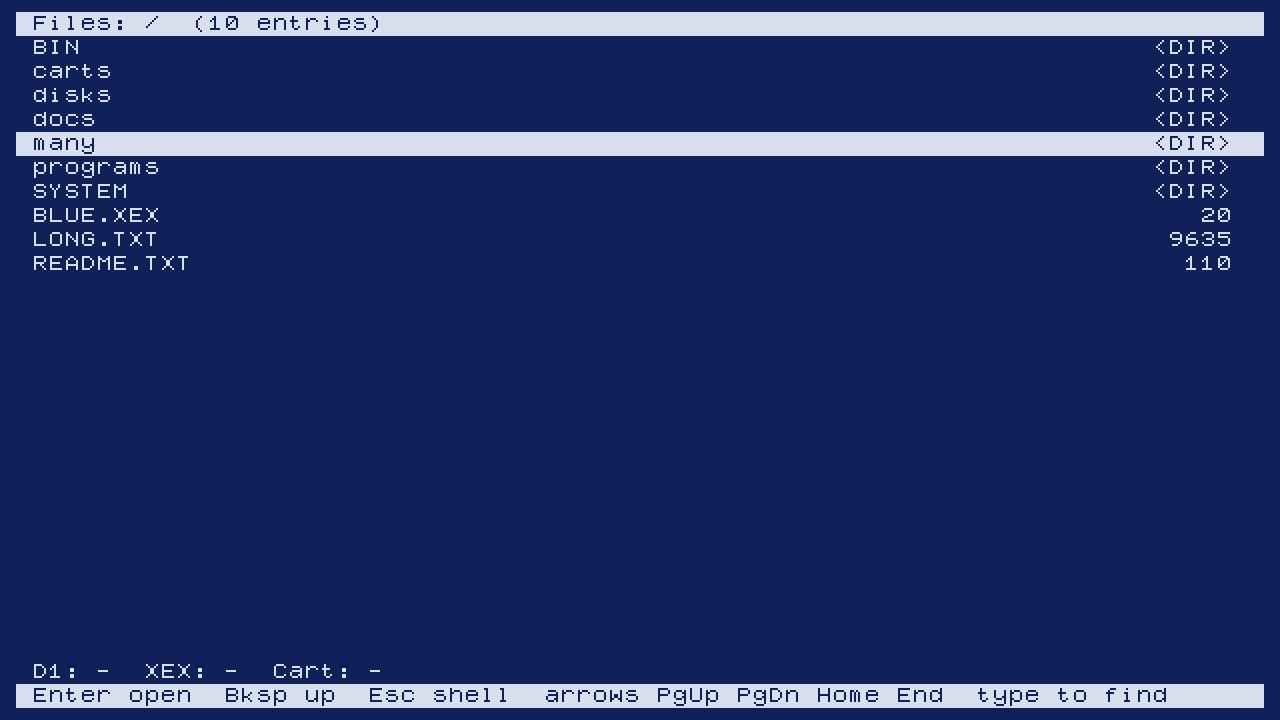 Files: / (10 entries)
BIN <DIR>
carts <DIR>
disks <DIR>
docs <DIR>
many <DIR>
programs <DIR>
SYSTEM <DIR>
BLUE.XEX 20
LONG.TXT 9635
README.TXT 110
D1: - XEX: - Cart: -
Enter open Bksp up Esc shell arrows PgUp PgDn Home End type to find